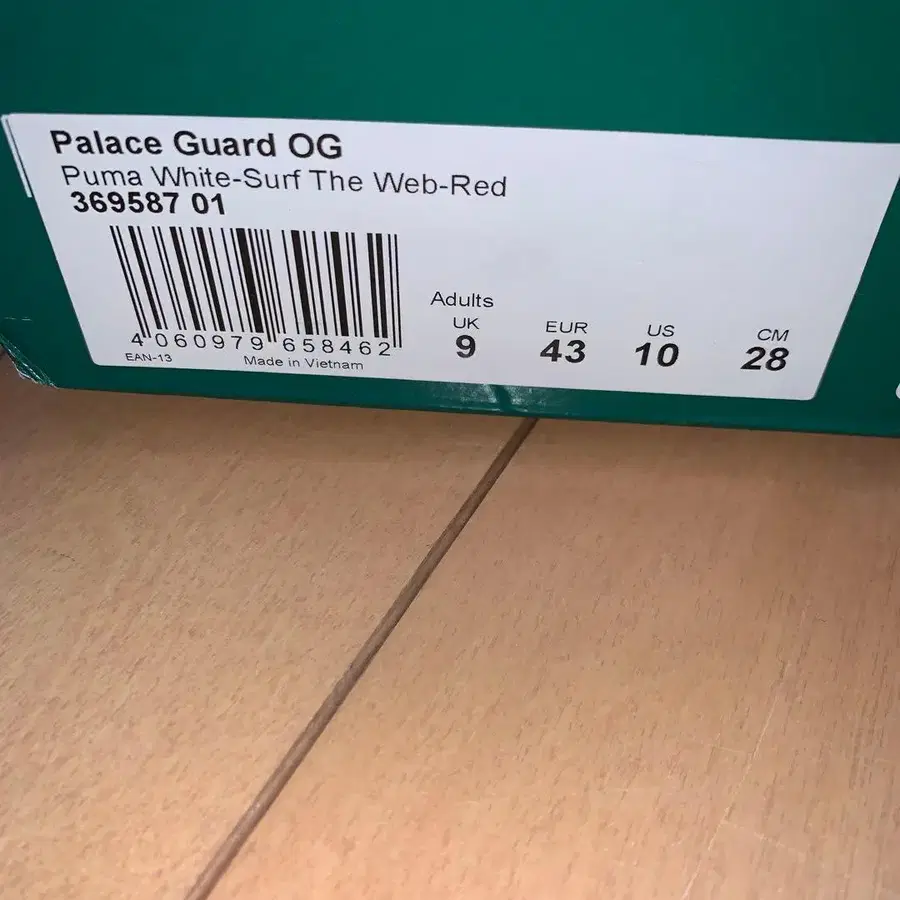 Palace Guard OG
Puma White-Surf The Web-Red
369587 01
4 060979 658462
EAN-13
Made in Vietnam
Adults
UK EUR US CM
9 43 10 28